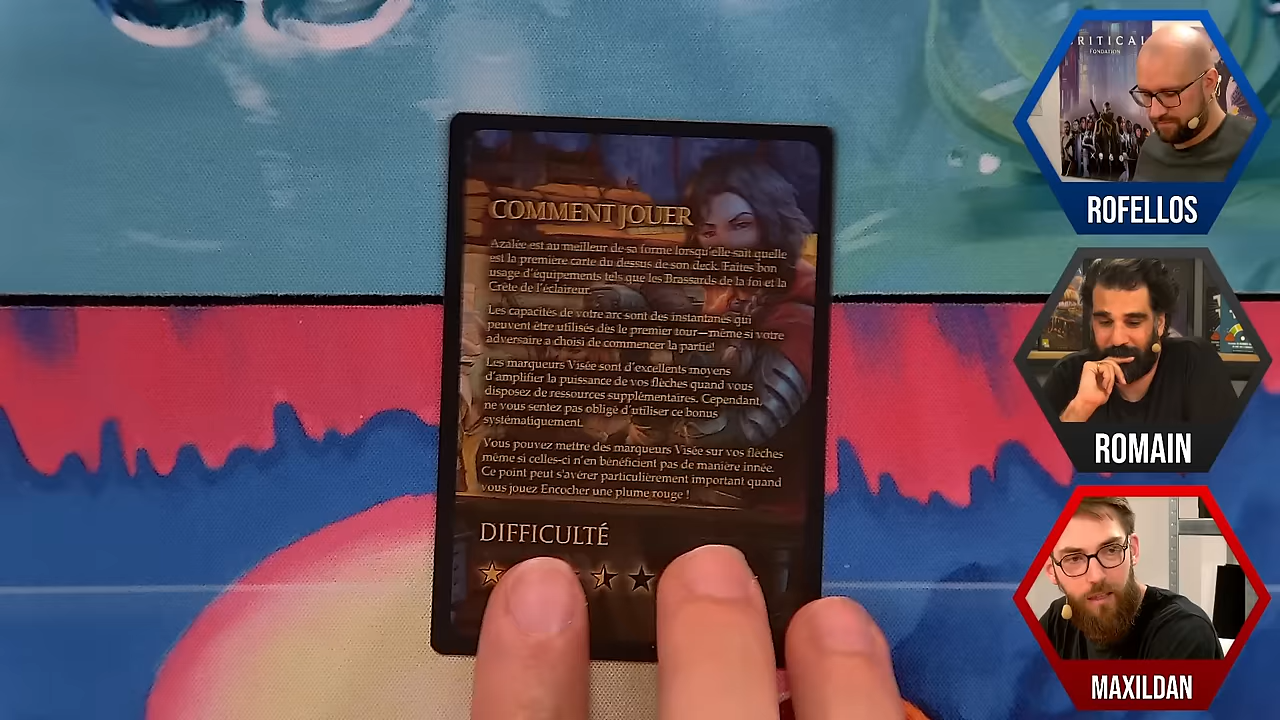 COMMENT JOUER
Azalée est au meilleur de sa forme lorsqu'elle sait quelle
est la première carte du dessus de son deck. Faites bon
usage d'équipements tels que les Brassards de la foi et la
Crète de l'éclaireur.
Les capacités de votre arc sont des instantanés qui
peuvent être utilisés dès le premier tour—même si votre
adversaire a choisi de commencer la partie!
Les marqueurs Visée sont d'excellents moyens
d'amplifier la puissance de vos flèches quand vous
disposez de ressources supplémentaires. Cependant,
ne vous sentez pas obligé d'utiliser ce bonus
systématiquement.
Vous pouvez mettre des marqueurs Visée sur vos flèches
même si celles-ci n'en bénéficient pas de manière innée.
Ce point peut s'avérer particulièrement important quand
vous jouez Encocher une plume rouge !
DIFFICULTÉ
RITICAL
FONDATION
ROFELLOS
ROMAIN
MAXILDAN